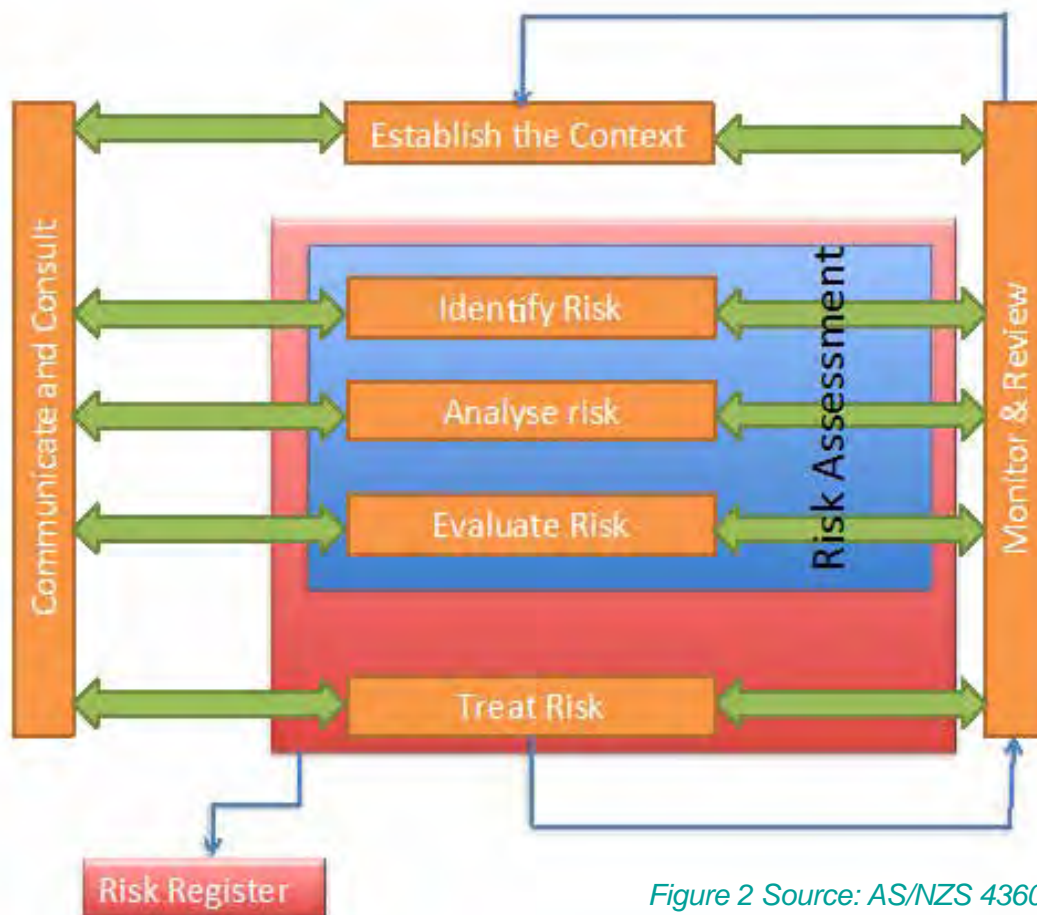 Establish the Context
Communicate and Consult
Identify Risk
Analyse risk
Evaluate Risk
Risk Assessment
Monitor & Review
Treat Risk
Risk Register
Figure 2 Source: AS/NZS 4360